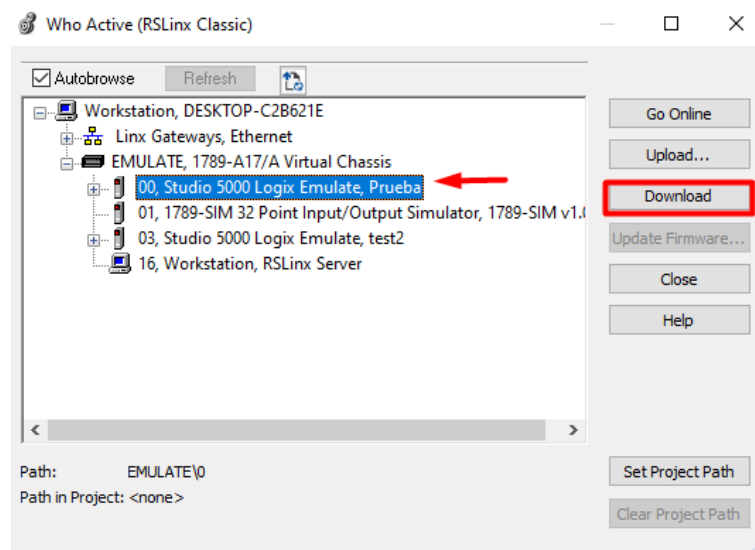 Who Active (RSLinx Classic)
Autobrowse
Refresh
Workstation, DESKTOP-C2B621E
Linx Gateways, Ethernet
EMULATE, 1789-A17/A Virtual Chassis
00, Studio 5000 Logix Emulate, Prueba
01, 1789-SIM 32 Point Input/Output Simulator, 1789-SIM v1.
03, Studio 5000 Logix Emulate, test2
16, Workstation, RSLinx Server
Go Online
Upload...
Download
Update Firmware...
Close
Help
Path: EMULATE\0
Path in Project: <none>
Set Project Path
Clear Project Path